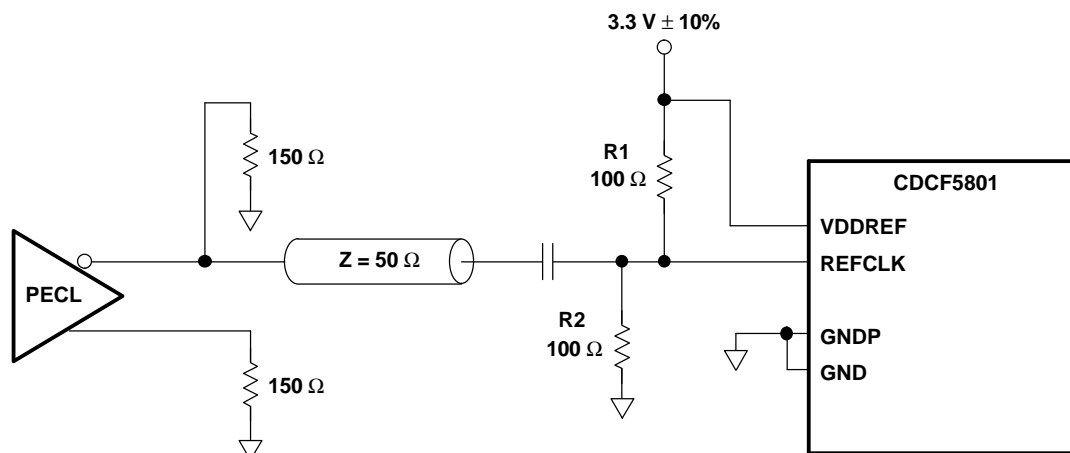 3.3 V ± 10%
150 Ω
R1
100 Ω
CDCF5801
VDDREF
REFCLK
PECL
Z = 50 Ω
R2
100 Ω
GNDP
GND
150 Ω